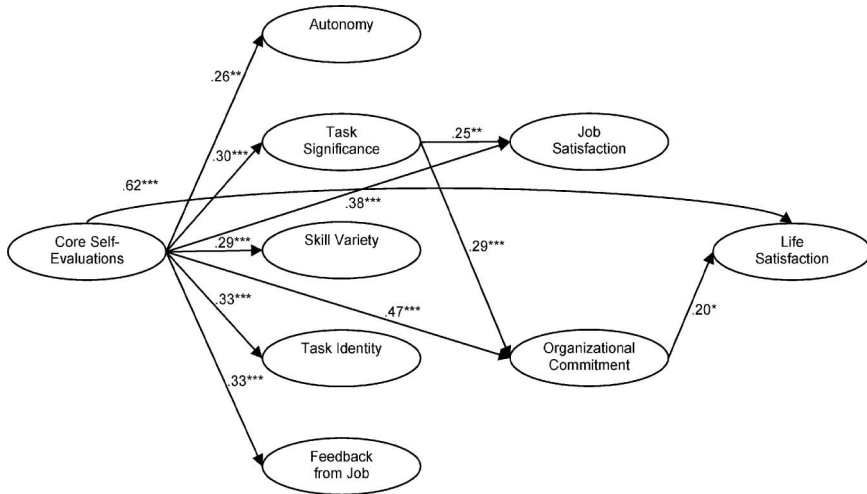 Autonomy
.26**
Task
Significance
.25**
Job
Satisfaction
.30***
.62***
.38***
Core Self-
Evaluations
.29***
Skill Variety
.29***
Life
Satisfaction
.33***
.47***
.20*
Task Identity
Organizational
Commitment
.33***
Feedback
from Job